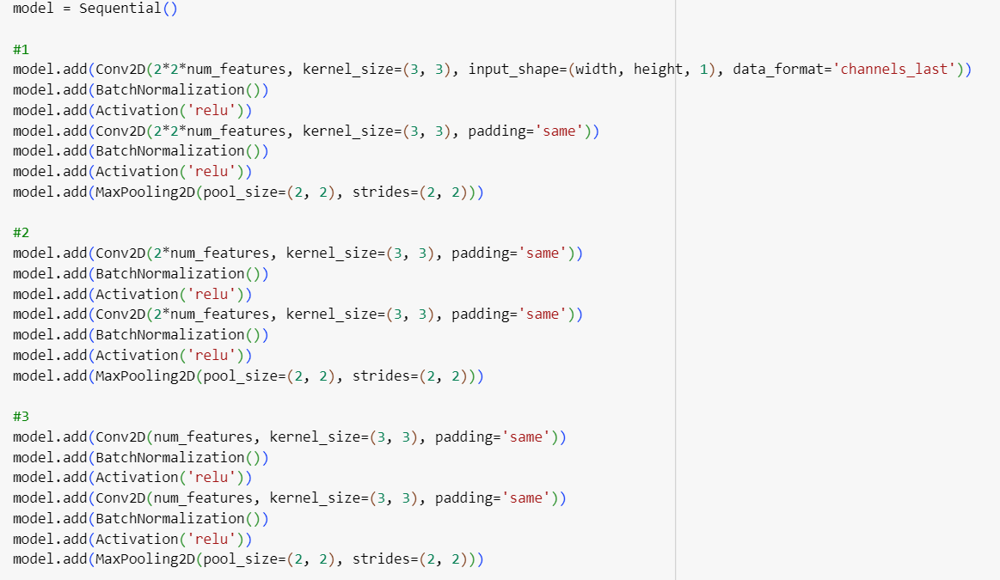 model = Sequential()
#1
model.add(Conv2D(2*2*num_features, kernel_size=(3, 3), input_shape=(width, height, 1), data_format='channels_last'))
model.add(BatchNormalization())
model.add(Activation('relu'))
model.add(Conv2D(2*2*num_features, kernel_size=(3, 3), padding='same'))
model.add(BatchNormalization())
model.add(Activation('relu'))
model.add(MaxPooling2D(pool_size=(2, 2), strides=(2, 2)))
#2
model.add(Conv2D(2*num_features, kernel_size=(3, 3), padding='same'))
model.add(BatchNormalization())
model.add(Activation('relu'))
model.add(Conv2D(2*num_features, kernel_size=(3, 3), padding='same'))
model.add(BatchNormalization())
model.add(Activation('relu'))
model.add(MaxPooling2D(pool_size=(2, 2), strides=(2, 2)))
#3
model.add(Conv2D(num_features, kernel_size=(3, 3), padding='same'))
model.add(BatchNormalization())
model.add(Activation('relu'))
model.add(Conv2D(num_features, kernel_size=(3, 3), padding='same'))
model.add(BatchNormalization())
model.add(Activation('relu'))
model.add(MaxPooling2D(pool_size=(2, 2), strides=(2, 2)))